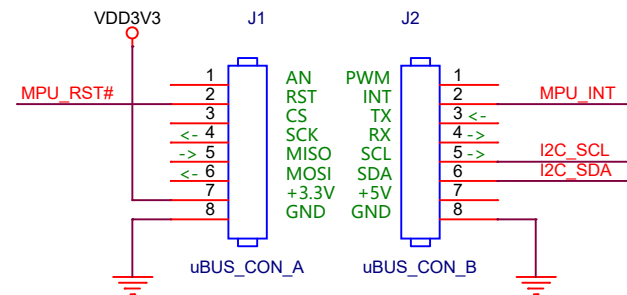 VDD3V3 J1 J2
1 AN PWM 1
MPU_RST# 2 RST INT 2 MPU_INT
3 CS TX 3 <-
<- 4 SCK RX 4 ->
-> 5 MISO SCL 5 -> I2C_SCL
<- 6 MOSI SDA 6 I2C_SDA
7 +3.3V +5V 7
8 GND GND 8
uBUS_CON_A uBUS_CON_B